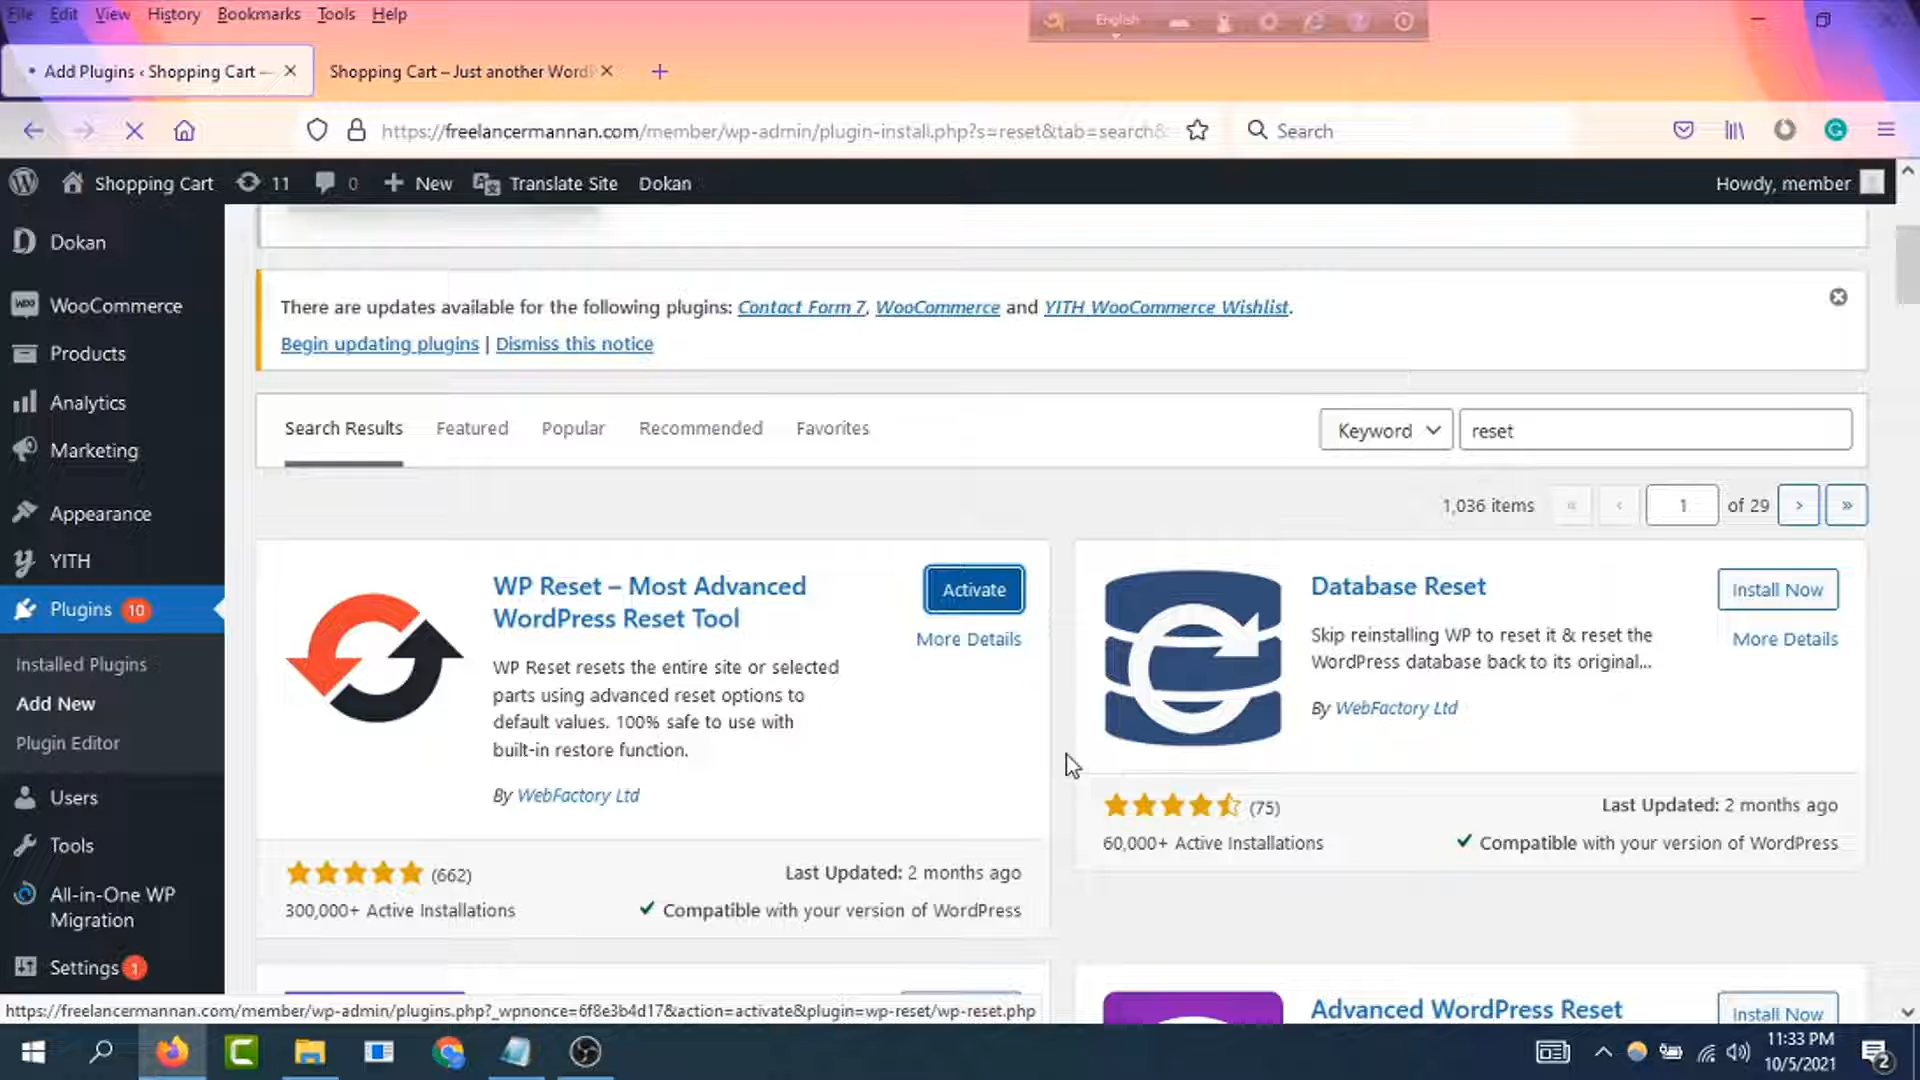 File Edit View History Bookmarks Tools Help
English
Add Plugins ‹ Shopping Cart —
Shopping Cart – Just another Word
https://freelancermannan.com/member/wp-admin/plugin-install.php?s=reset&tab=search&
Search
Shopping Cart 11 0 New Translate Site Dokan
Howdy, member
Dokan
WooCommerce
Products
Analytics
Marketing
Appearance
YITH
Plugins 10
Installed Plugins
Add New
Plugin Editor
Users
Tools
All-in-One WP
Migration
Settings 1
There are updates available for the following plugins: Contact Form 7, WooCommerce and YITH WooCommerce Wishlist.
Begin updating plugins | Dismiss this notice
Search Results Featured Popular Recommended Favorites
Keyword reset
1,036 items « ‹ 1 of 29 › »
WP Reset – Most Advanced
WordPress Reset Tool
Activate
More Details
WP Reset resets the entire site or selected
parts using advanced reset options to
default values. 100% safe to use with
built-in restore function.
By WebFactory Ltd
(662)
Last Updated: 2 months ago
300,000+ Active Installations
Compatible with your version of WordPress
Database Reset
Install Now
More Details
Skip reinstalling WP to reset it & reset the
WordPress database back to its original...
By WebFactory Ltd
(75)
Last Updated: 2 months ago
60,000+ Active Installations
Compatible with your version of WordPress
Advanced WordPress Reset
Install Now
https://freelancermannan.com/member/wp-admin/plugins.php?_wpnonce=6f8e3b4d17&action=activate&plugin=wp-reset/wp-reset.php
11:33 PM
10/5/2021
2